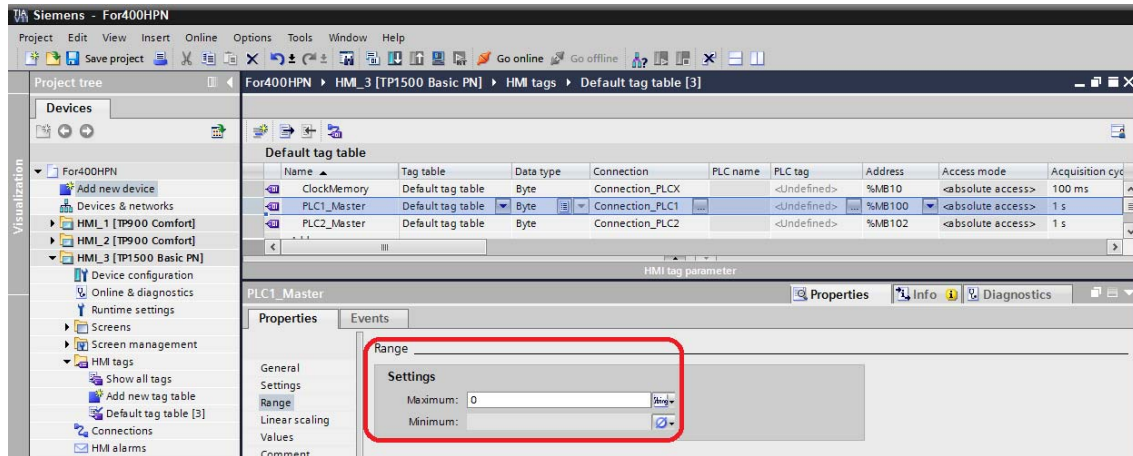 Siemens - For400HPN
Project Edit View Insert Online Options Tools Window Help
Save project Go online Go offline
Project tree
For400HPN HMI_3 [TP1500 Basic PN] HMI tags Default tag table [3]
Devices
Visualization
For400HPN
Add new device
Devices & networks
HMI_1 [TP900 Comfort]
HMI_2 [TP900 Comfort]
HMI_3 [TP1500 Basic PN]
Device configuration
Online & diagnostics
Runtime settings
Screens
Screen management
HMI tags
Show all tags
Add new tag table
Default tag table [3]
Connections
HMI alarms
Default tag table
Name Tag table Data type Connection PLC name PLC tag Address Access mode Acquisition cyc
ClockMemory Default tag table Byte Connection_PLCX <Undefined> %MB10 <absolute access> 100 ms
PLC1_Master Default tag table Byte Connection_PLC1 <Undefined> %MB100 <absolute access> 1 s
PLC2_Master Default tag table Byte Connection_PLC2 <Undefined> %MB102 <absolute access> 1 s
HMI tag parameter
PLC1_Master
Properties Info Diagnostics
Properties Events
General
Settings
Range
Linear scaling
Values
Comment
Range
Settings
Maximum: 0
Minimum: